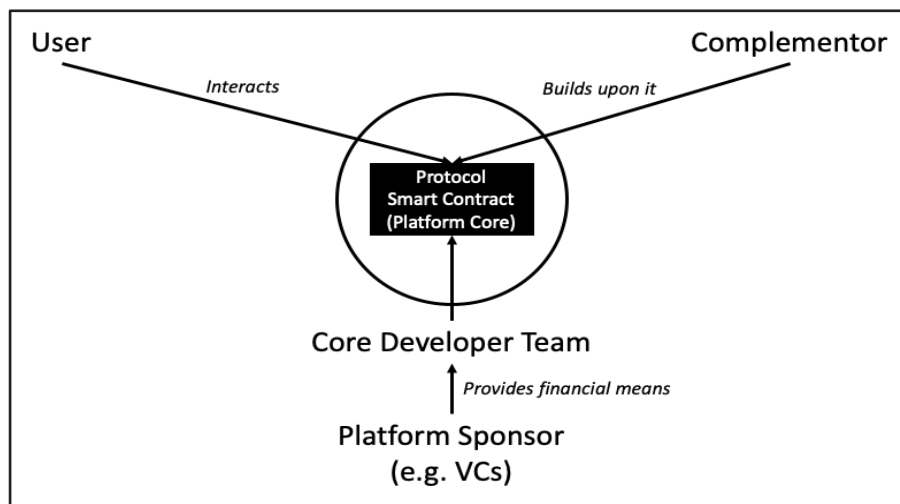 User
Complementor
Interacts
Builds upon it
Protocol
Smart Contract
(Platform Core)
Core Developer Team
Provides financial means
Platform Sponsor
(e.g. VCs)